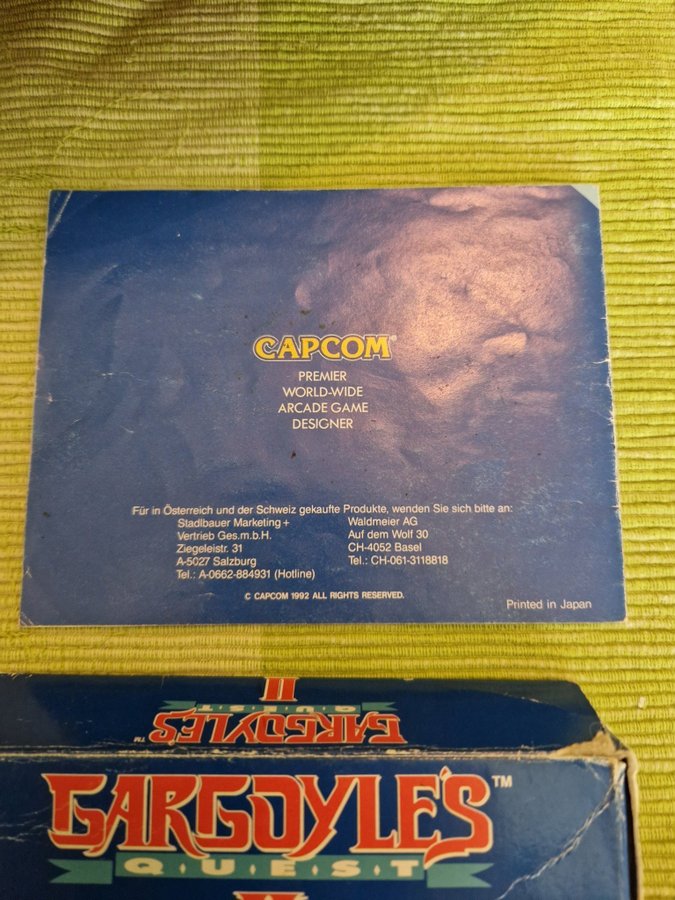 CAPCOM
PREMIER
WORLD-WIDE
ARCADE GAME
DESIGNER
Für in Österreich und der Schweiz gekaufte Produkte, wenden Sie sich bitte an:
Stadlbauer Marketing +
Vertrieb Ges.m.b.H.
Ziegeleistr. 31
A-5027 Salzburg
Tel.: A-0662-884931 (Hotline)
Waldmeier AG
Auf dem Wolf 30
CH-4052 Basel
Tel.: CH-061-3118818
© CAPCOM 1992 ALL RIGHTS RESERVED.
Printed in Japan
II
QUEST
GARGOYLE'S™
GARGOYLE'S™
Q·U·E·S·T
II